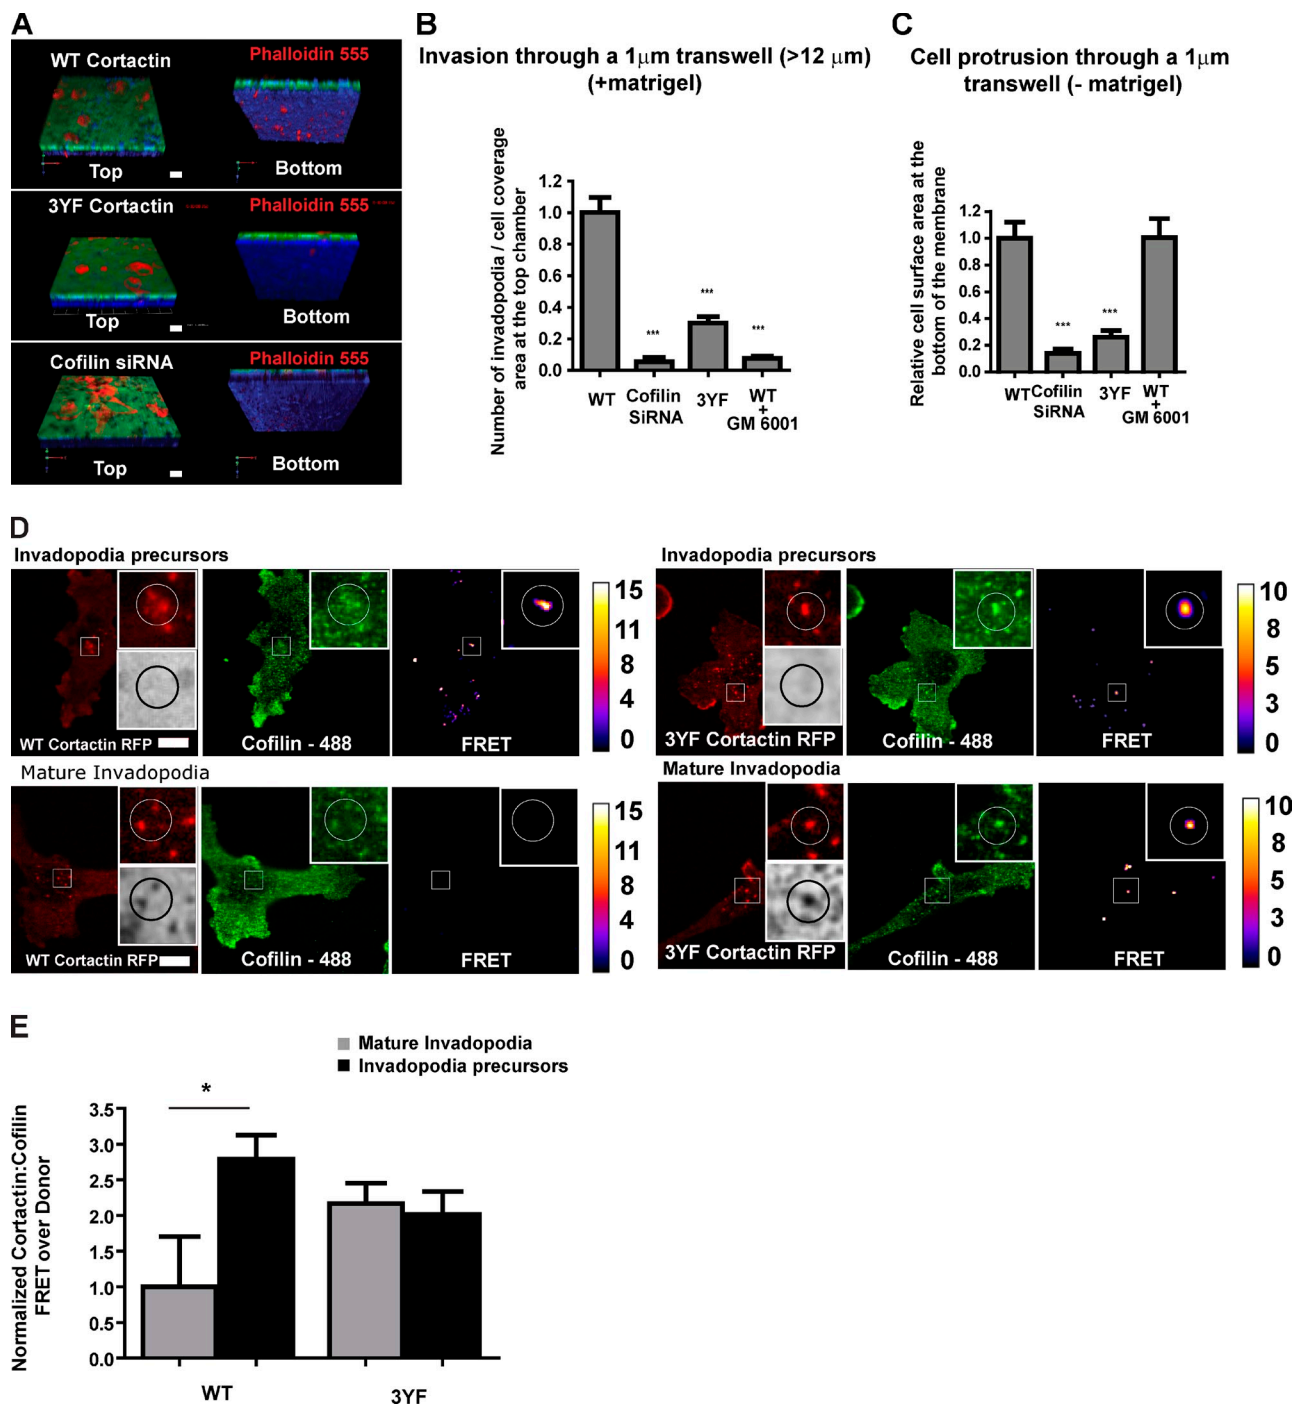 A
WT Cortactin
Phalloidin 555
Top
Bottom
3YF Cortactin
Phalloidin 555
Top
Bottom
Cofilin siRNA
Phalloidin 555
Top
Bottom
B
Invasion through a 1μm transwell (>12 μm)
(+matrigel)
Number of invadopodia / cell coverage
area at the top chamber
1.2
1.0
0.8
0.6
0.4
0.2
0.0
***
***
***
WT
Cofilin
SiRNA
3YF
WT
+
GM 6001
C
Cell protrusion through a 1μm
transwell (- matrigel)
Relative cell surface area at the
bottom of the membrane
1.2
1.0
0.8
0.6
0.4
0.2
0.0
***
***
WT
Cofilin
SiRNA
3YF
WT
+
GM 6001
D
Invadopodia precursors
WT Cortactin RFP
Cofilin - 488
FRET
15
11
8
4
0
Invadopodia precursors
3YF Cortactin RFP
Cofilin - 488
FRET
10
8
5
3
0
Mature Invadopodia
WT Cortactin RFP
Cofilin - 488
FRET
15
11
8
4
0
Mature Invadopodia
3YF Cortactin RFP
Cofilin - 488
FRET
10
8
5
3
0
E
Mature Invadopodia
Invadopodia precursors
Normalized Cortactin:Cofilin
FRET over Donor
3.5
3.0
2.5
2.0
1.5
1.0
0.5
0.0
*
WT
3YF